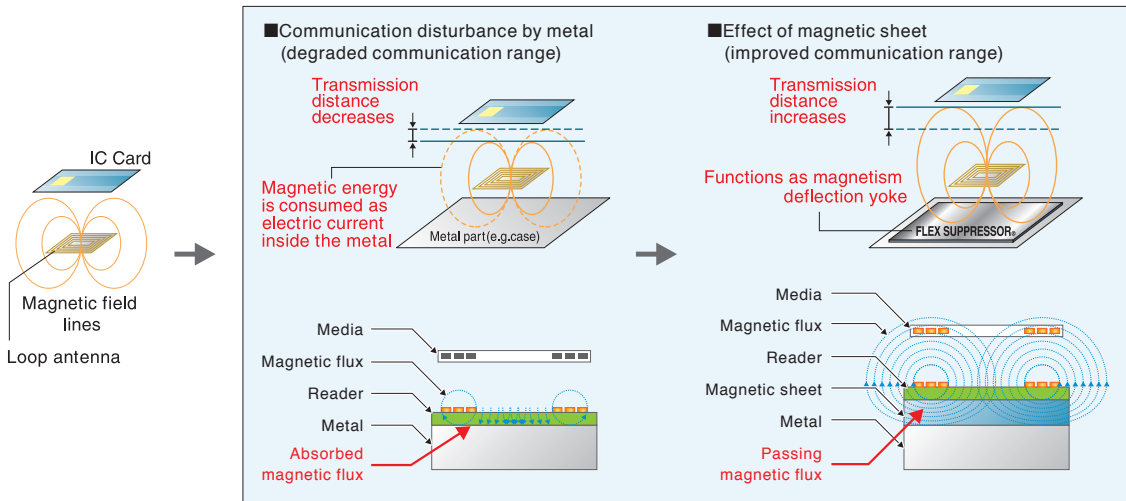 IC Card
Magnetic field
lines
Loop antenna
■Communication disturbance by metal
(degraded communication range)
Transmission
distance
decreases
Magnetic energy
is consumed as
electric current
inside the metal
Metal part(e.g.case)
Media
Magnetic flux
Reader
Metal
Absorbed
magnetic flux
■Effect of magnetic sheet
(improved communication range)
Transmission
distance
increases
Functions as magnetism
deflection yoke
FLEX SUPPRESSOR®
Media
Magnetic flux
Reader
Magnetic sheet
Metal
Passing
magnetic flux